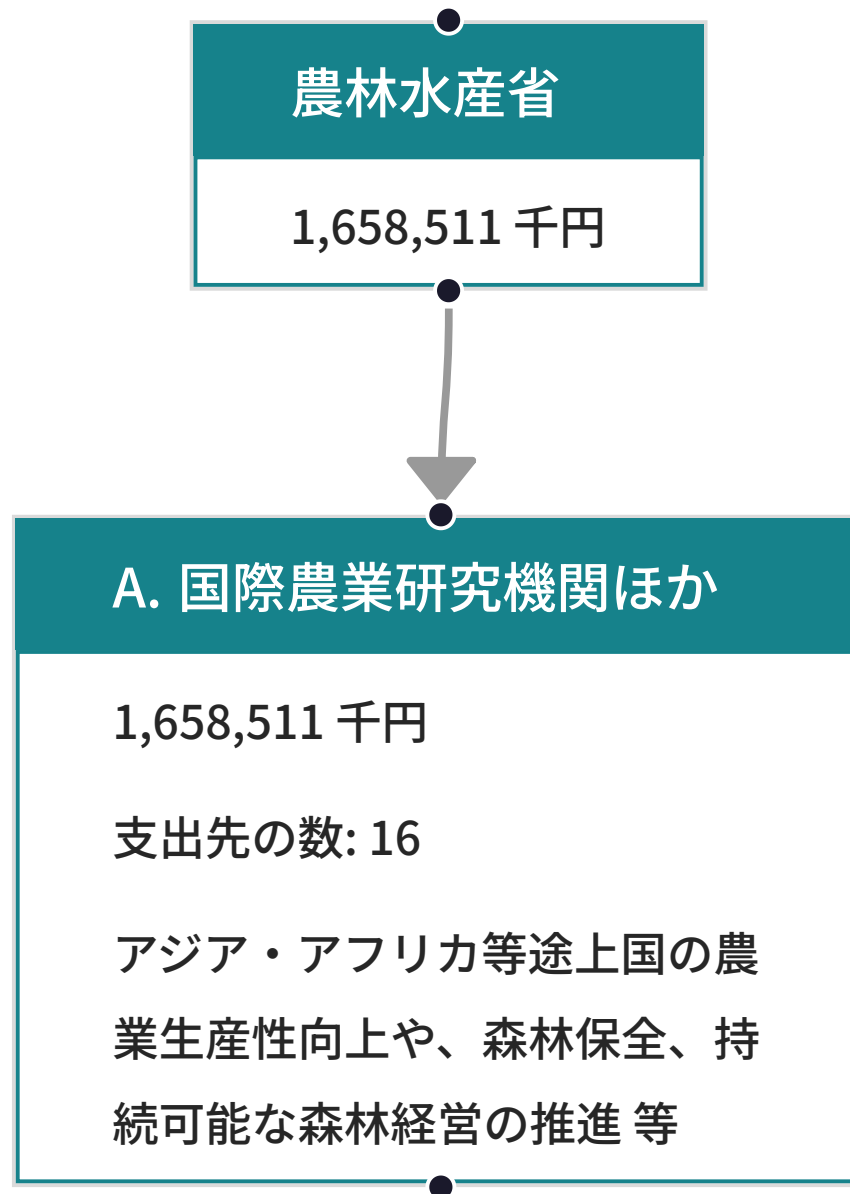 農林水産省
1,658,511 千円
A. 国際農業研究機関ほか
1,658,511 千円
支出先の数: 16
アジア・アフリカ等途上国の農
業生産性向上や、森林保全、持
続可能な森林経営の推進 等